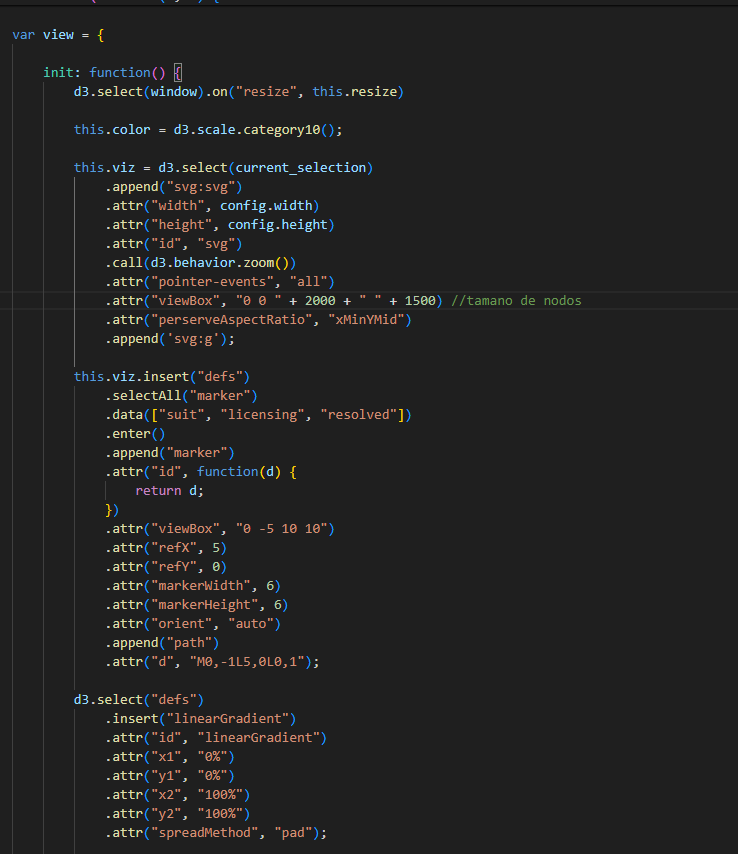 var view = {
init: function() {
d3.select(window).on("resize", this.resize)
this.color = d3.scale.category10();
this.viz = d3.select(current_selection)
.append("svg:svg")
.attr("width", config.width)
.attr("height", config.height)
.attr("id", "svg")
.call(d3.behavior.zoom())
.attr("pointer-events", "all")
.attr("viewBox", "0 0 " + 2000 + " " + 1500) //tamano de nodos
.attr("perserveAspectRatio", "xMinYMid")
.append('svg:g');
this.viz.insert("defs")
.selectAll("marker")
.data(["suit", "licensing", "resolved"])
.enter()
.append("marker")
.attr("id", function(d) {
return d;
})
.attr("viewBox", "0 -5 10 10")
.attr("refX", 5)
.attr("refY", 0)
.attr("markerWidth", 6)
.attr("markerHeight", 6)
.attr("orient", "auto")
.append("path")
.attr("d", "M0,-1L5,0L0,1");
d3.select("defs")
.insert("linearGradient")
.attr("id", "linearGradient")
.attr("x1", "0%")
.attr("y1", "0%")
.attr("x2", "100%")
.attr("y2", "100%")
.attr("spreadMethod", "pad");